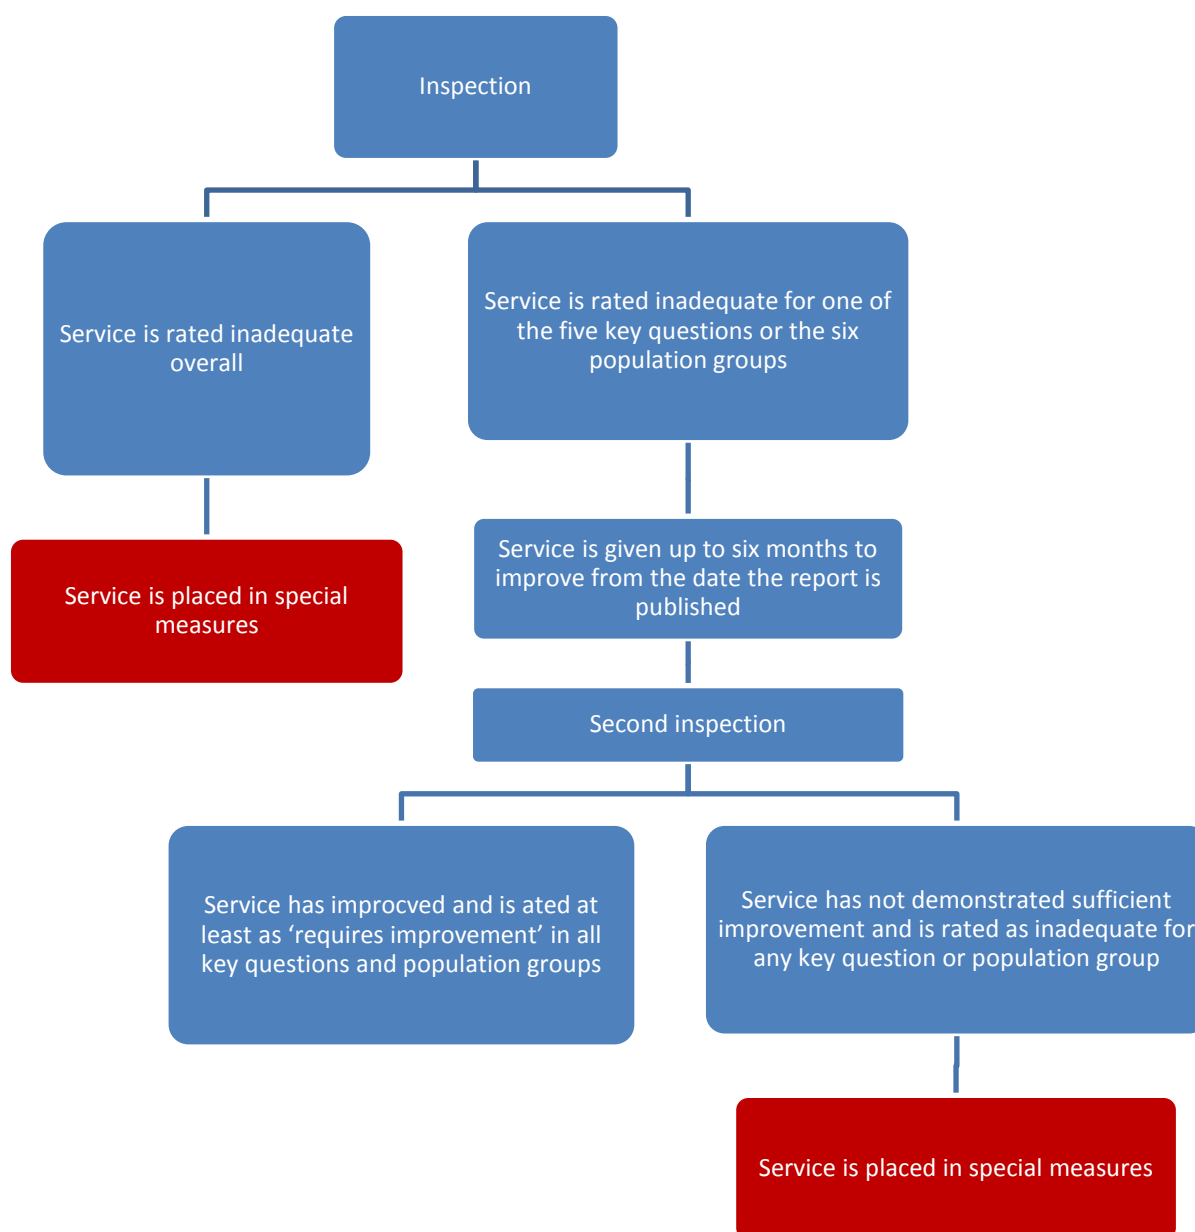 Inspection
Service is rated inadequate
overall
Service is rated inadequate for one of
the five key questions or the six
population groups
Service is placed in special
measures
Service is given up to six months to
improve from the date the report is
published
Second inspection
Service has improcved and is ated at
least as ‘requires improvement’ in all
key questions and population groups
Service has not demonstrated sufficient
improvement and is rated as inadequate for
any key question or population group
Service is placed in special measures